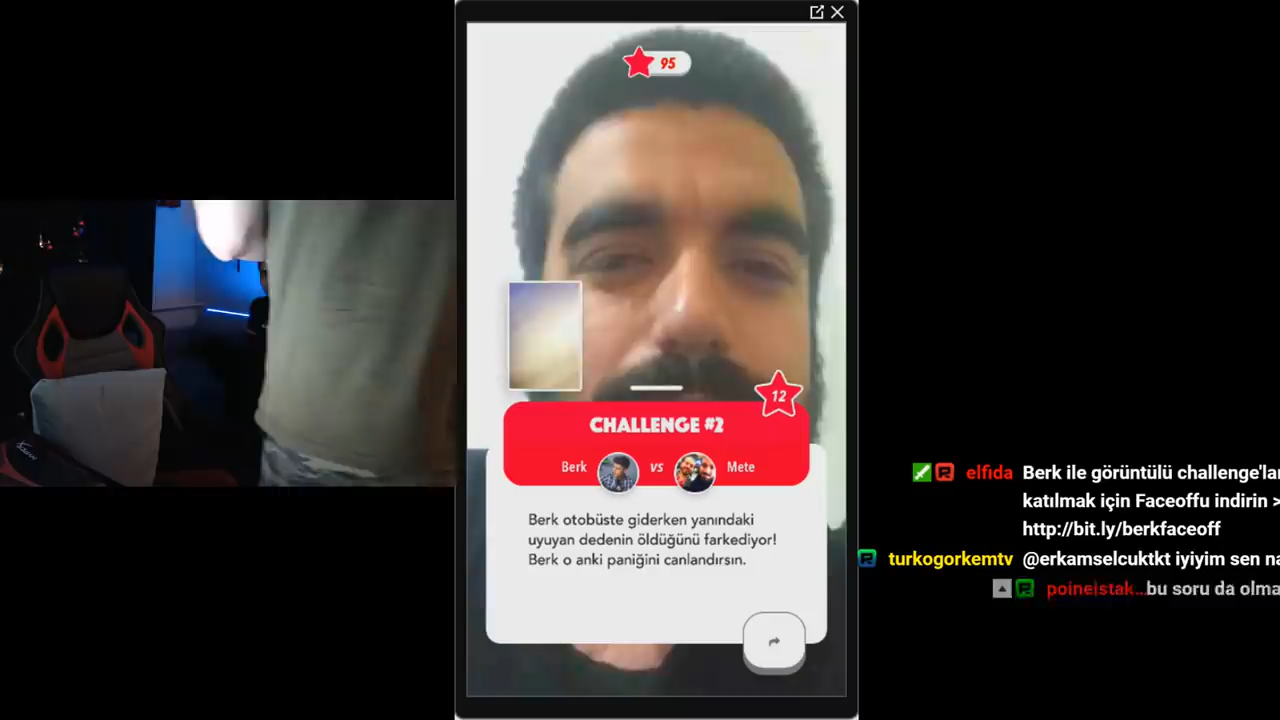 95
12
CHALLENGE #2
Berk vs Mete
Berk otobüste giderken yanındaki
uyuyan dedenin öldüğünü farkediyor!
Berk o anki paniğini canlandırsın.
elfida Berk ile görüntülü challenge'lar
katılmak için Faceoffu indirin >
http://bit.ly/berkfaceoff
turkogorkemtv @erkamselcuktkt iyiyim sen na
poineistak...bu soru da olma